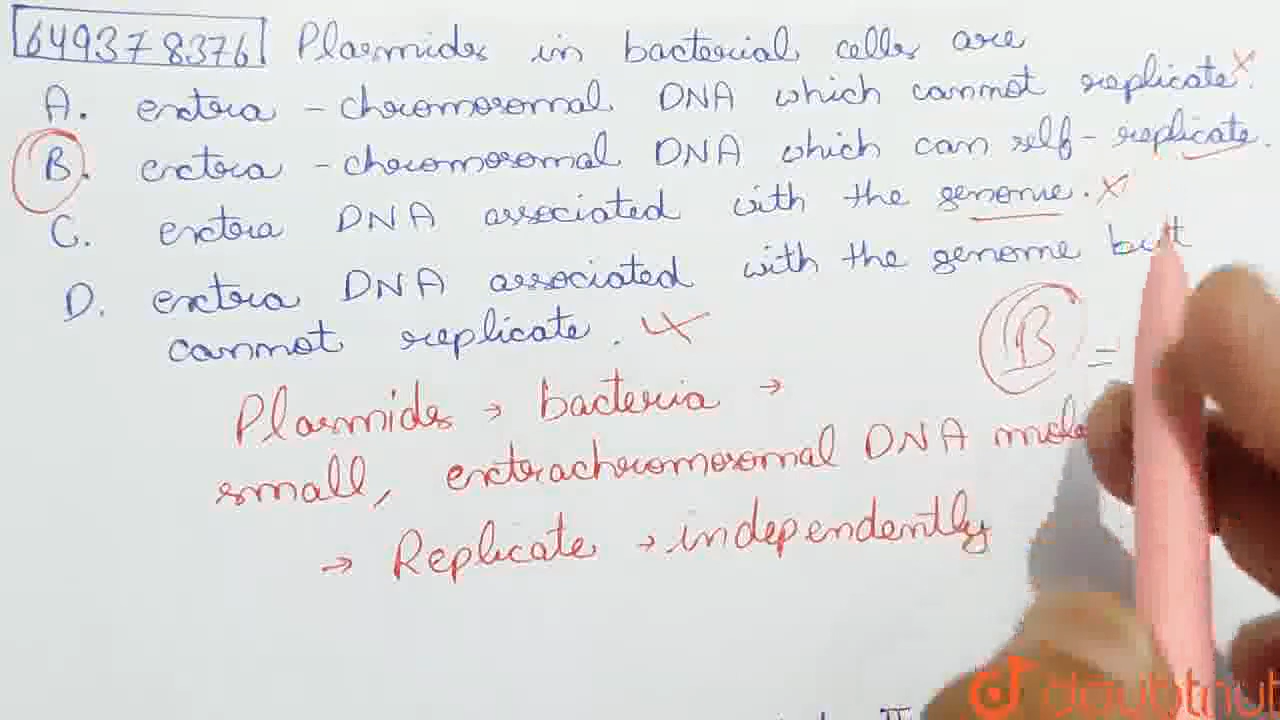 649378376 Plasmids in bacterial cells are
A. extra - chromosomal DNA which cannot replicate. X
B. extra - chromosomal DNA which can self - replicate.
C. extra DNA associated with the genome. X
D. extra DNA associated with the genome but
cannot replicate. X
B =
Plasmids → bacteria →
small, extrachromosomal DNA
→ Replicate → independently
doubtnut